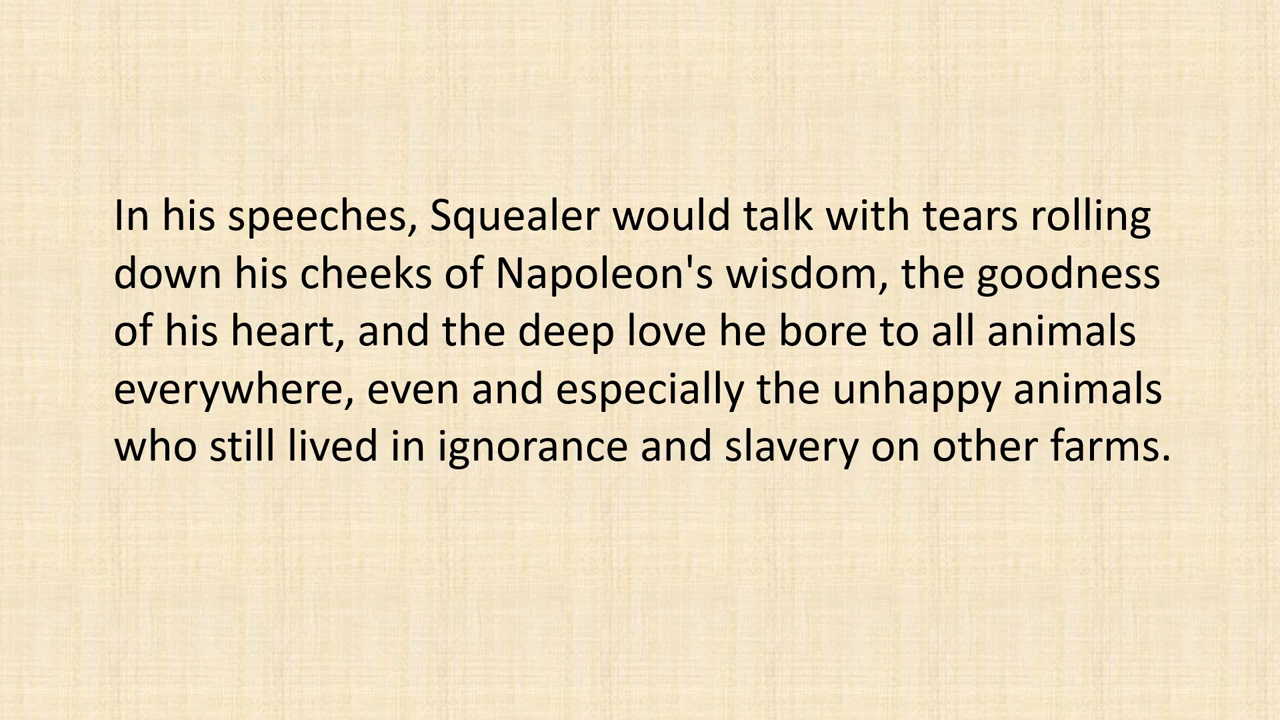 In his speeches, Squealer would talk with tears rolling
down his cheeks of Napoleon's wisdom, the goodness
of his heart, and the deep love he bore to all animals
everywhere, even and especially the unhappy animals
who still lived in ignorance and slavery on other farms.